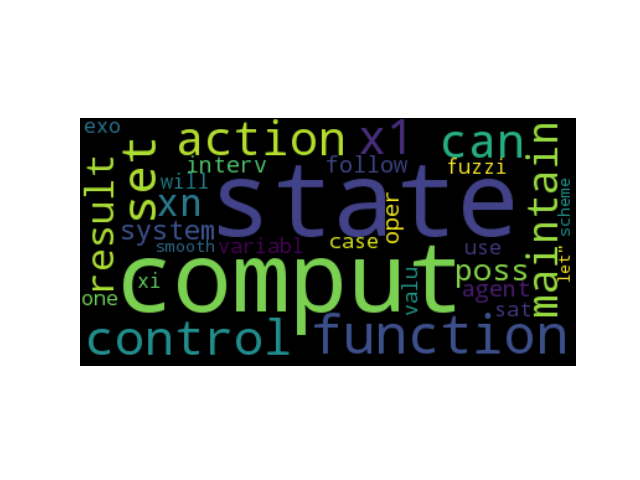 exo
action
x1
can
maintain
result
set
interv
follow
fuzzi
will
xn
state
oper
scheme
system
smooth
variabl
case
use
let"
comput
xi
one
valu
poss
agent
sat
control
function